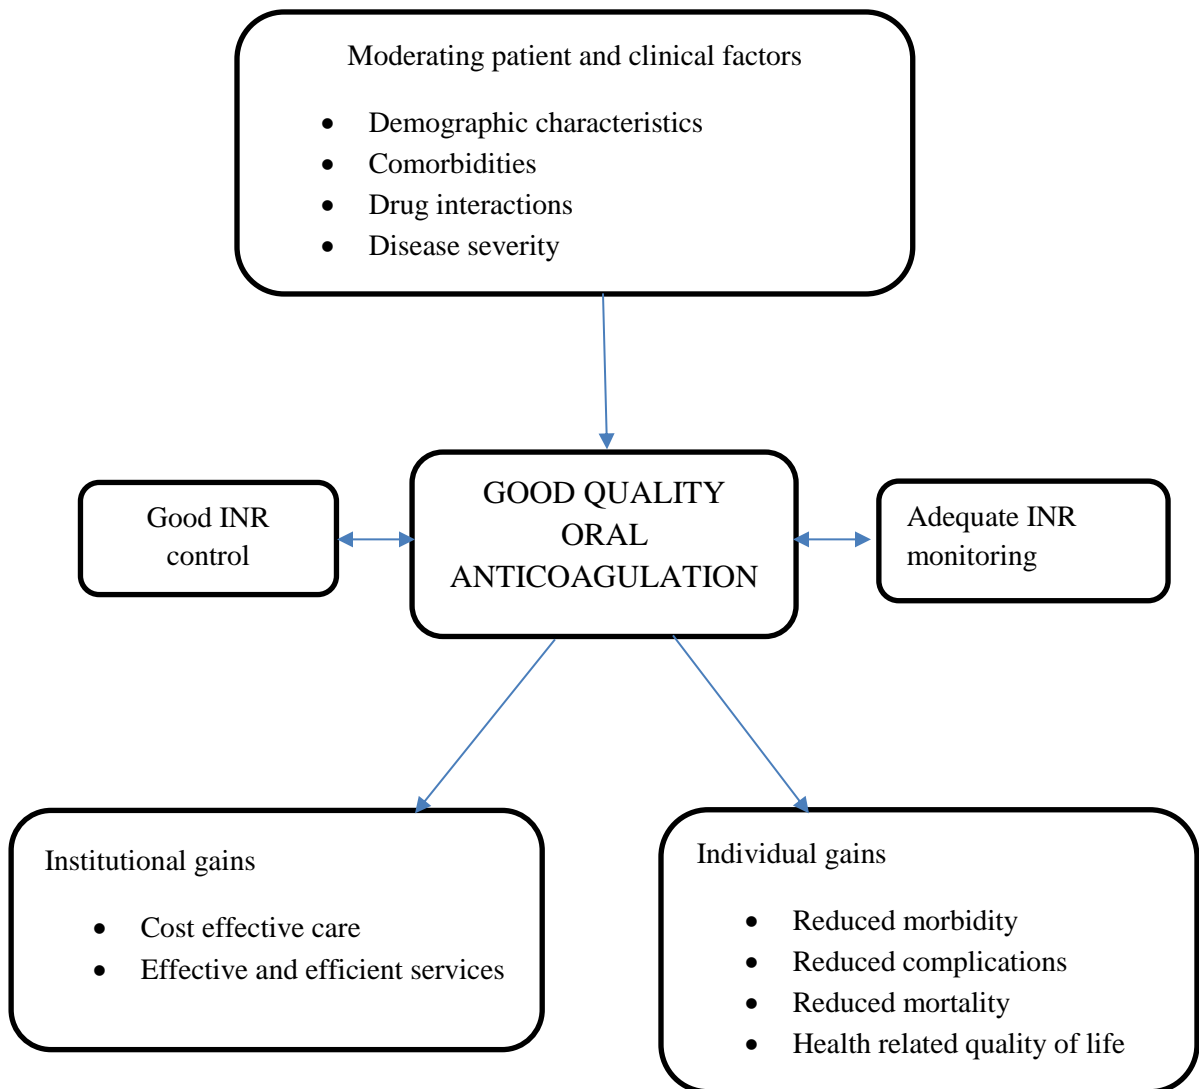 Moderating patient and clinical factors
• Demographic characteristics
• Comorbidities
• Drug interactions
• Disease severity
Good INR
control
GOOD QUALITY
ORAL
ANTICOAGULATION
Adequate INR
monitoring
Institutional gains
• Cost effective care
• Effective and efficient services
Individual gains
• Reduced morbidity
• Reduced complications
• Reduced mortality
• Health related quality of life